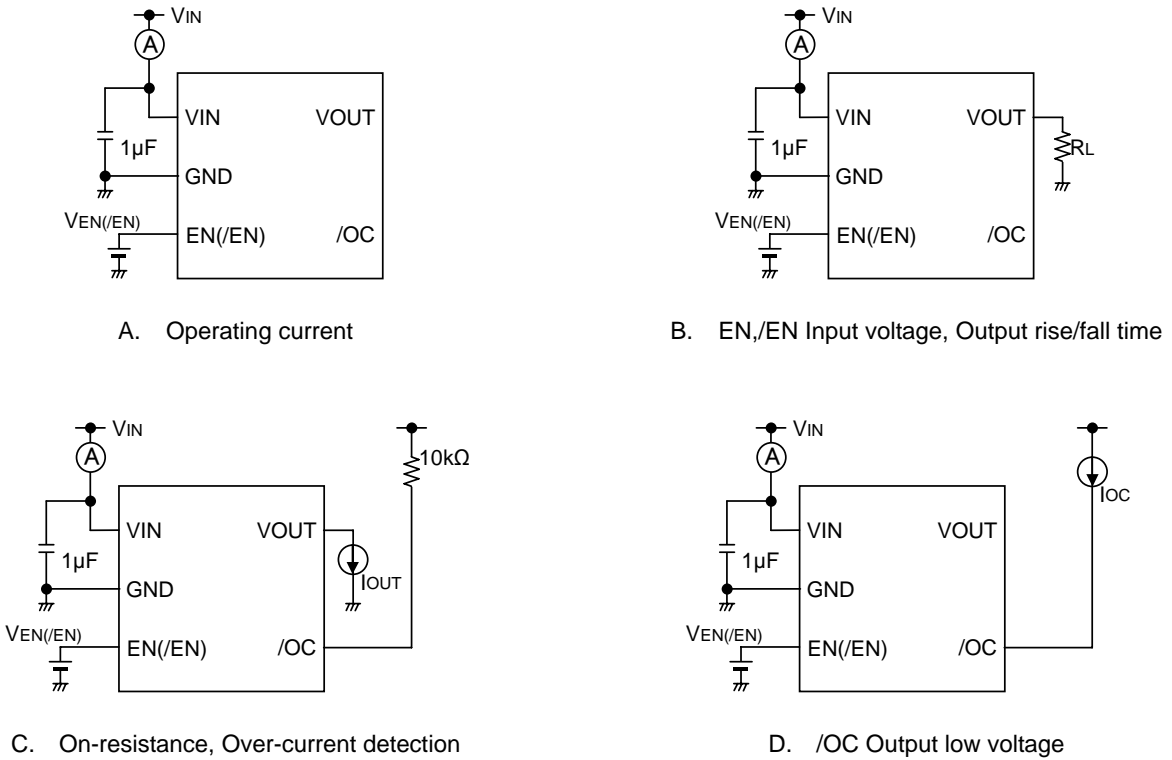 VIN
A
VIN VOUT
1µF
GND
VEN(/EN)
EN(/EN) /OC
A. Operating current
VIN
A
VIN VOUT
1µF RL
GND
VEN(/EN)
EN(/EN) /OC
B. EN,/EN Input voltage, Output rise/fall time
VIN
A 10kΩ
VIN VOUT
1µF IOUT
GND
VEN(/EN)
EN(/EN) /OC
C. On-resistance, Over-current detection
VIN
A
IOC
VIN VOUT
1µF
GND
VEN(/EN)
EN(/EN) /OC
D. /OC Output low voltage